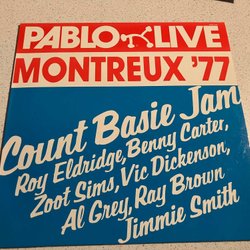 PABLO LIVE
MONTREUX '77
Count Basie Jam
Roy Eldridge, Benny Carter,
Zoot Sims, Vic Dickenson,
Al Grey, Ray Brown
Jimmie Smith